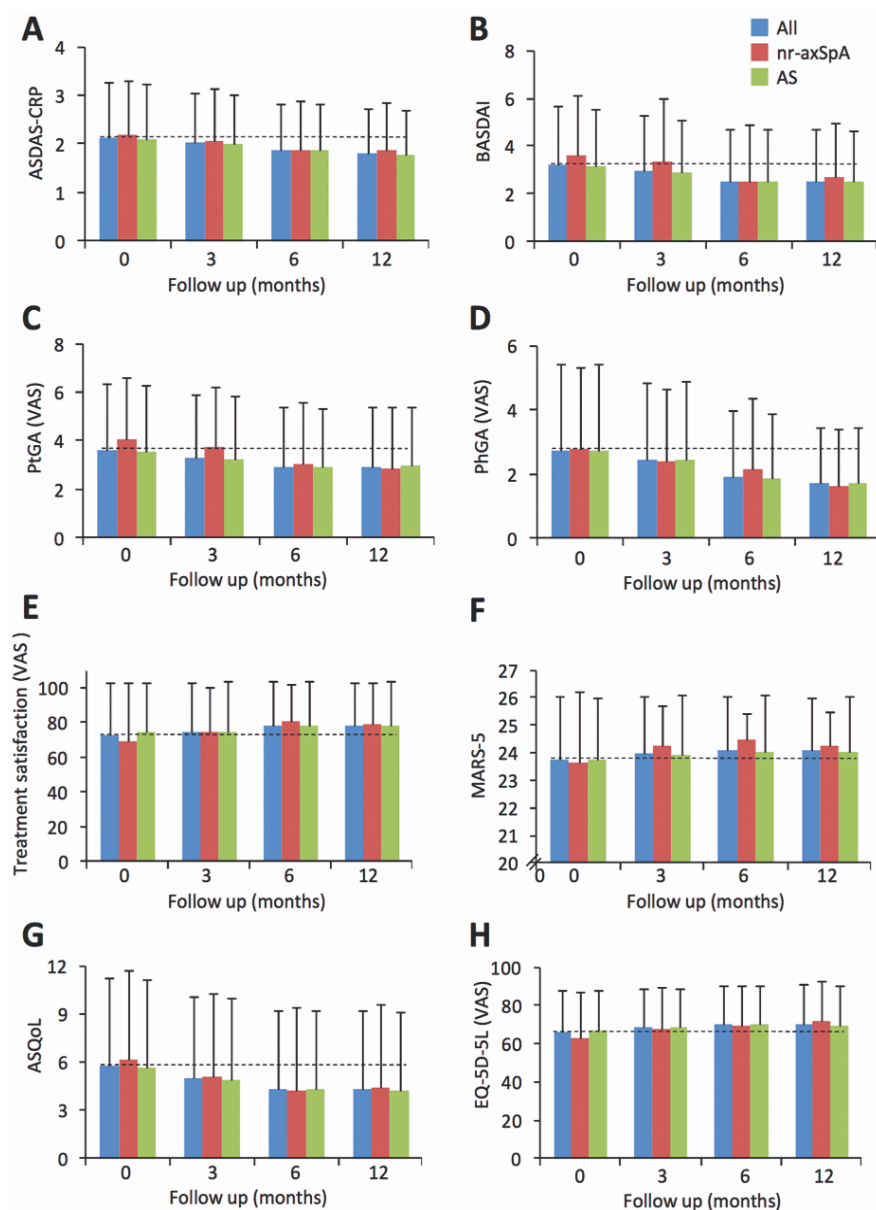 A
ASDAS-CRP
4
3
2
1
0
0 3 6 12
Follow up (months)
B
All
nr-axSpA
AS
BASDAI
8
6
4
2
0
0 3 6 12
Follow up (months)
C
PtGA (VAS)
8
6
4
2
0
0 3 6 12
Follow up (months)
D
PhGA (VAS)
6
4
2
0
0 3 6 12
Follow up (months)
E
Treatment satisfaction (VAS )
100
80
60
40
20
0
0 3 6 12
Follow up (months)
F
MARS-5
27
26
25
24
23
22
21
20
0 0 3 6 12
Follow up (months)
G
ASQoL
12
9
6
3
0
0 3 6 12
Follow up (months)
H
EQ-5D-5L (VAS)
100
80
60
40
20
0
0 3 6 12
Follow up (months)